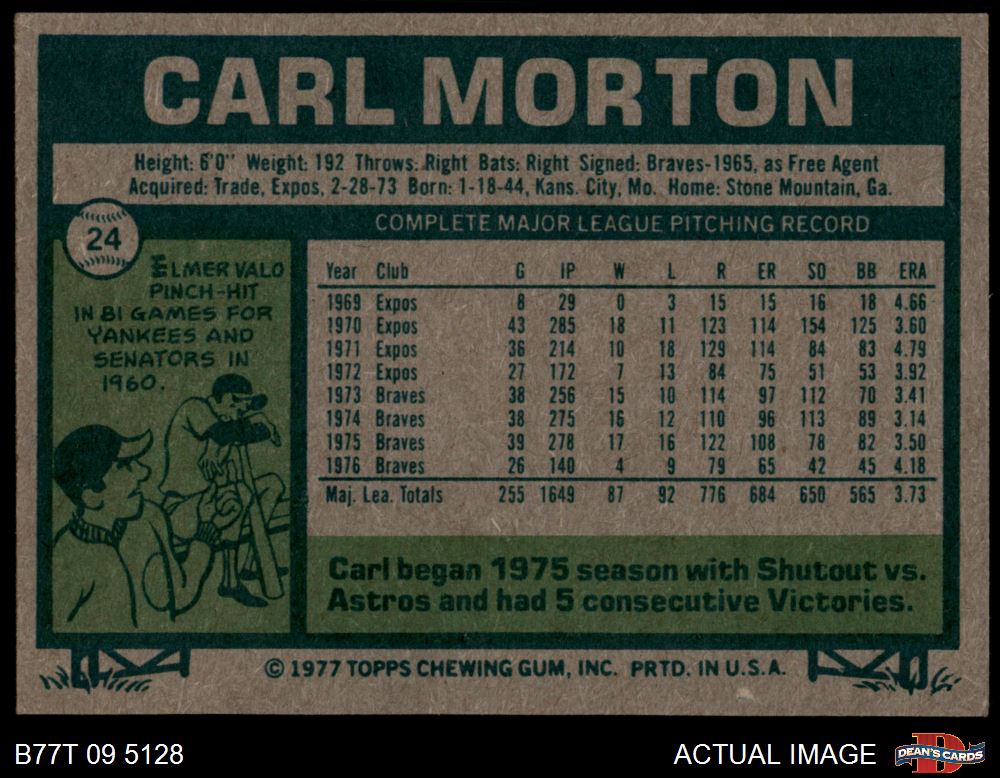 CARL MORTON
Height: 6'0" Weight: 192 Throws: Right Bats: Right Signed: Braves-1965, as Free Agent
Acquired: Trade, Expos, 2-28-73 Born: 1-18-44, Kans. City, Mo. Home: Stone Mountain, Ga.
24
ELMER VALO
PINCH-HIT
IN 81 GAMES FOR
YANKEES AND
SENATORS IN
1960.
COMPLETE MAJOR LEAGUE PITCHING RECORD
Year Club G IP W L R ER SO BB ERA
1969 Expos 8 29 0 3 15 15 16 18 4.66
1970 Expos 43 285 18 11 123 114 154 125 3.60
1971 Expos 36 214 10 18 129 114 84 83 4.79
1972 Expos 27 172 7 13 84 75 51 53 3.92
1973 Braves 38 256 15 10 114 97 112 70 3.41
1974 Braves 38 275 16 12 110 96 113 89 3.14
1975 Braves 39 278 17 16 122 108 78 82 3.50
1976 Braves 26 140 4 9 79 65 42 45 4.18
Maj. Lea. Totals 255 1649 87 92 776 684 650 565 3.73
Carl began 1975 season with Shutout vs.
Astros and had 5 consecutive Victories.
© 1977 TOPPS CHEWING GUM, INC. PRTD. IN U.S.A.
B77T 09 5128
ACTUAL IMAGE
D
DEAN'S CARDS